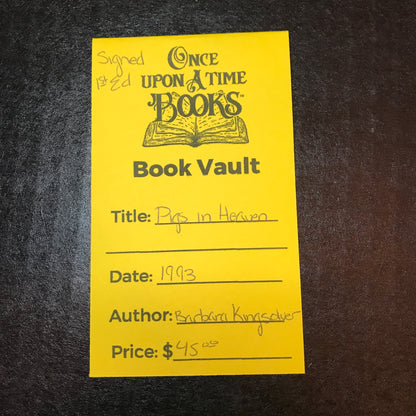 Signed
1st Ed
Once
upon A time
Books™
Book Vault
Title: Pigs in Heaven
Date: 1993
Author: Barbara Kingsolver
Price: $45.00